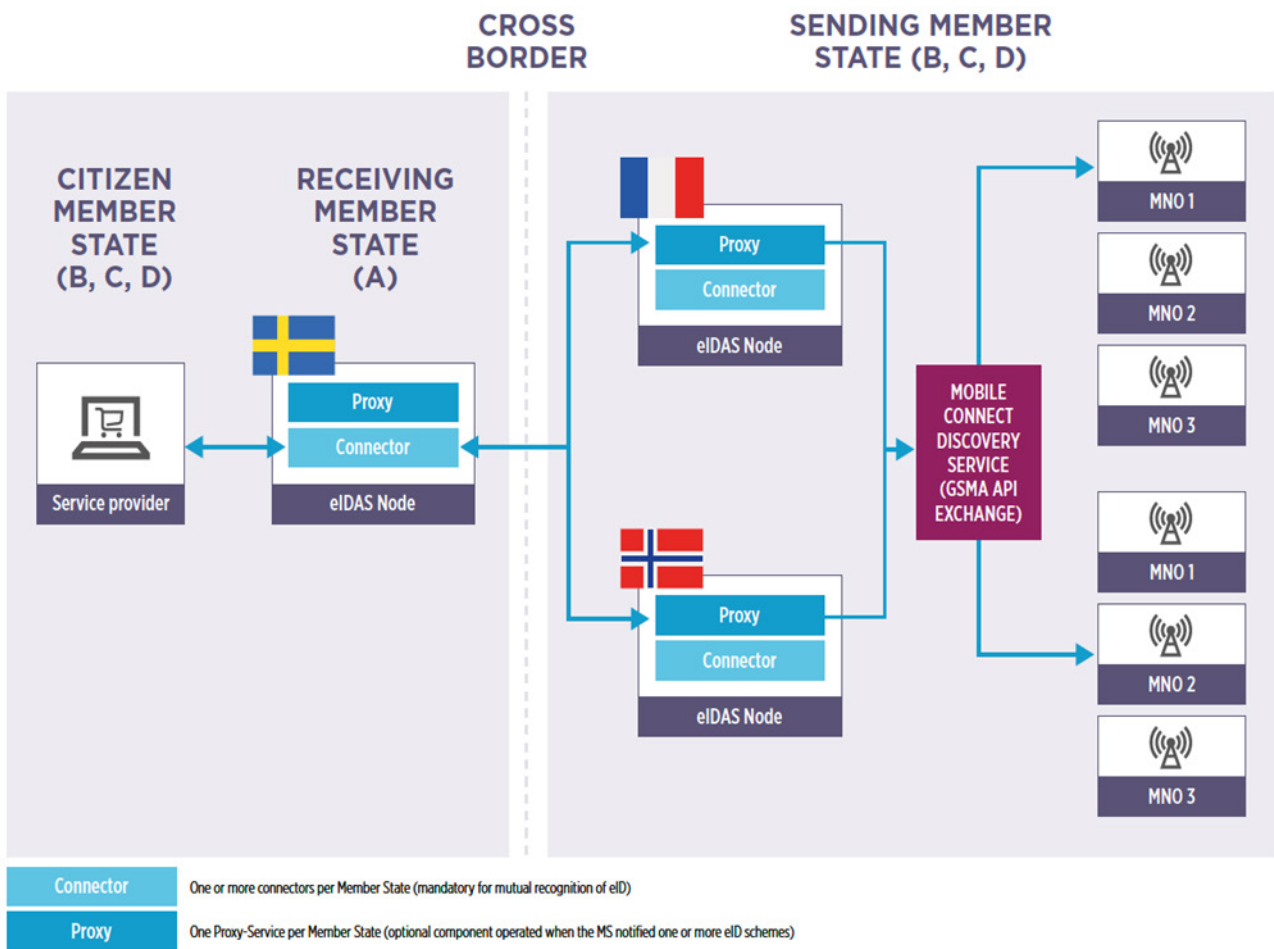 CROSS
BORDER
SENDING MEMBER
STATE (B, C, D)
CITIZEN
MEMBER
STATE
(B, C, D)
RECEIVING
MEMBER
STATE
(A)
Service provider
Proxy
Connector
eIDAS Node
Proxy
Connector
eIDAS Node
Proxy
Connector
eIDAS Node
MOBILE
CONNECT
DISCOVERY
SERVICE
(GSMA API
EXCHANGE)
MNO 1
MNO 2
MNO 3
MNO 1
MNO 2
MNO 3
Connector
One or more connectors per Member State (mandatory for mutual recognition of eID)
Proxy
One Proxy-Service per Member State (optional component operated when the MS notified one or more eID schemes)